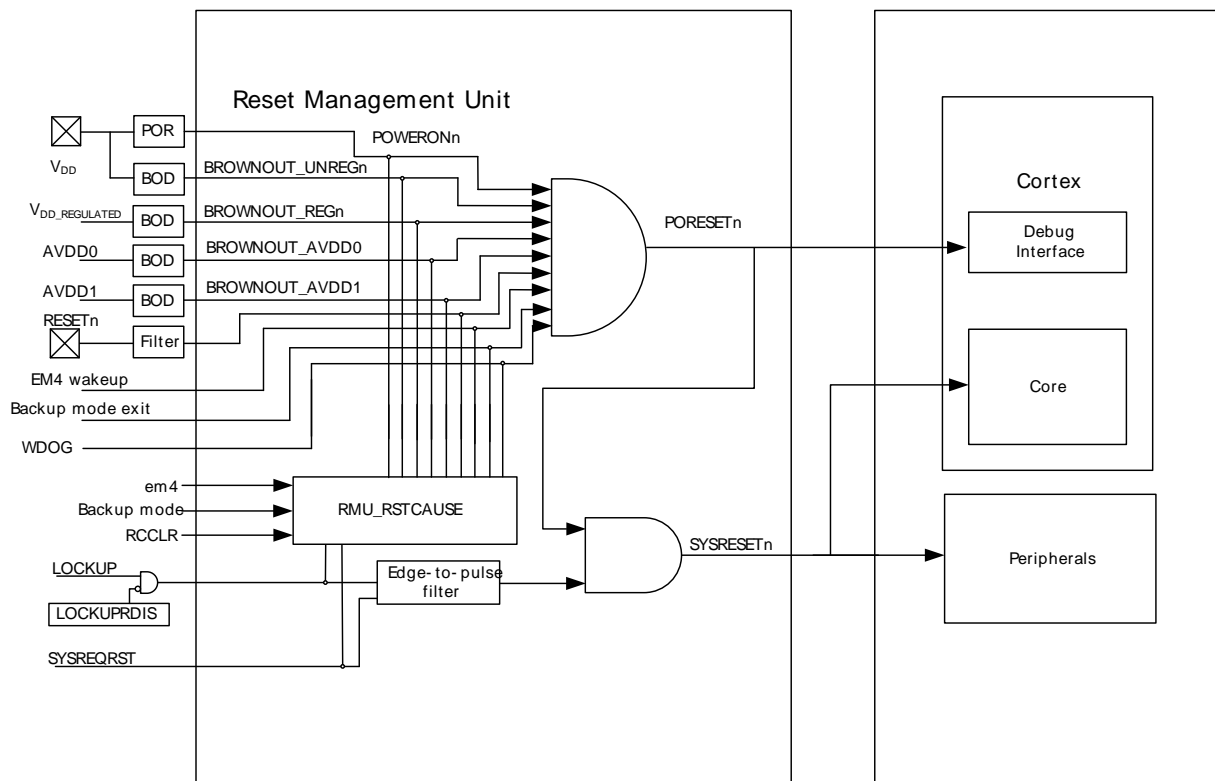 Reset Management Unit
POR
POWERONn
VDD
BOD
BROWNOUT_UNREGn
VDD_REGULATED
BOD
BROWNOUT_REGn
AVDD0
BOD
BROWNOUT_AVDD0
AVDD1
BOD
BROWNOUT_AVDD1
RESETn
Filter
EM4 wakeup
Backup mode exit
WDOG
PORESETn
Cortex
Debug
Interface
Core
em4
Backup mode
RCCLR
RMU_RSTCAUSE
LOCKUP
LOCKUPRDIS
Edge-to-pulse
filter
SYSREQRST
SYSRESETn
Peripherals